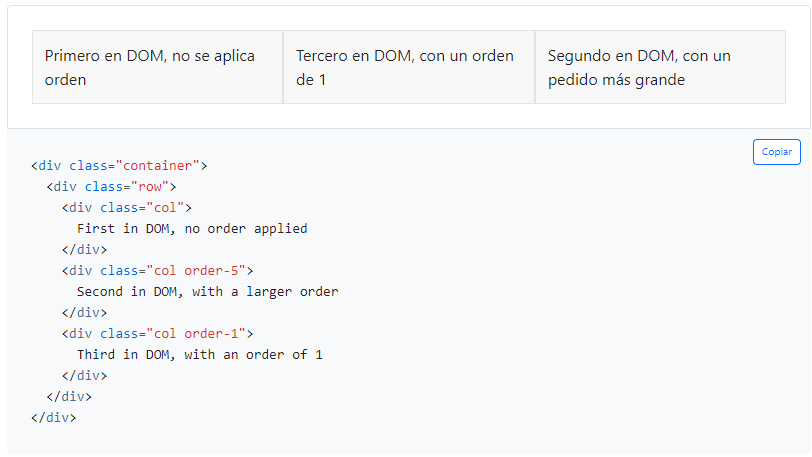 Primero en DOM, no se aplica
orden
Tercero en DOM, con un orden
de 1
Segundo en DOM, con un
pedido más grande
Copiar
<div class="container">
  <div class="row">
    <div class="col">
      First in DOM, no order applied
    </div>
    <div class="col order-5">
      Second in DOM, with a larger order
    </div>
    <div class="col order-1">
      Third in DOM, with an order of 1
    </div>
  </div>
</div>